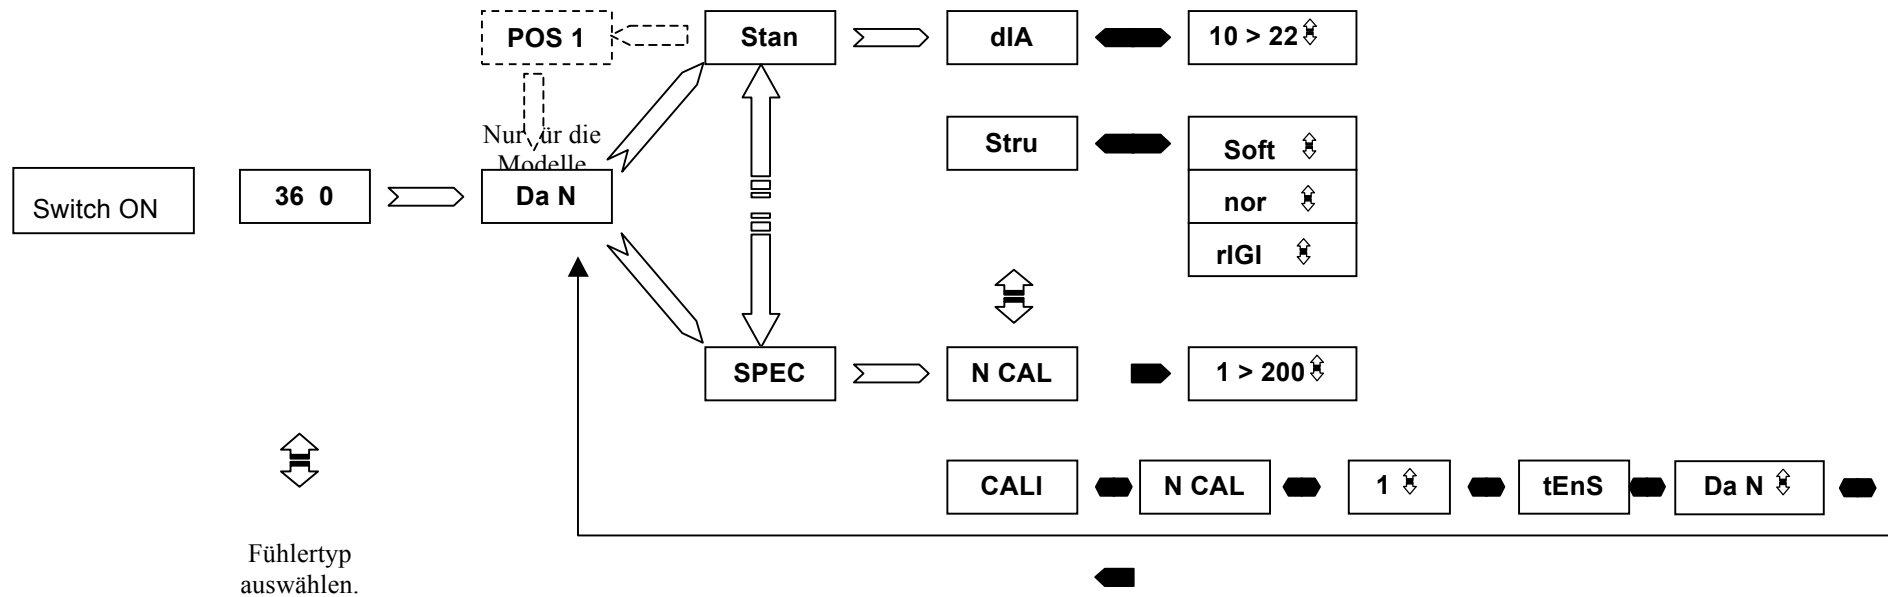 POS 1
Stan
dIA
10 > 22
Nur für die
Modelle
Stru
Soft
nor
rIGI
Switch ON
36 0
Da N
SPEC
N CAL
1 > 200
CALI
N CAL
1
tEnS
Da N
Fühlertyp
auswählen.